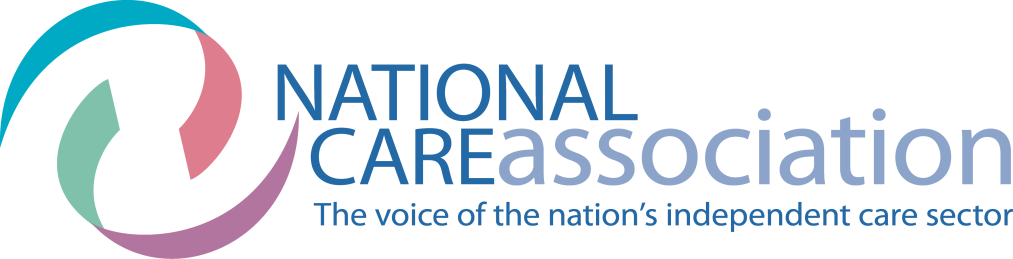 NATIONAL
CAREassociation
The voice of the nation's independent care sector